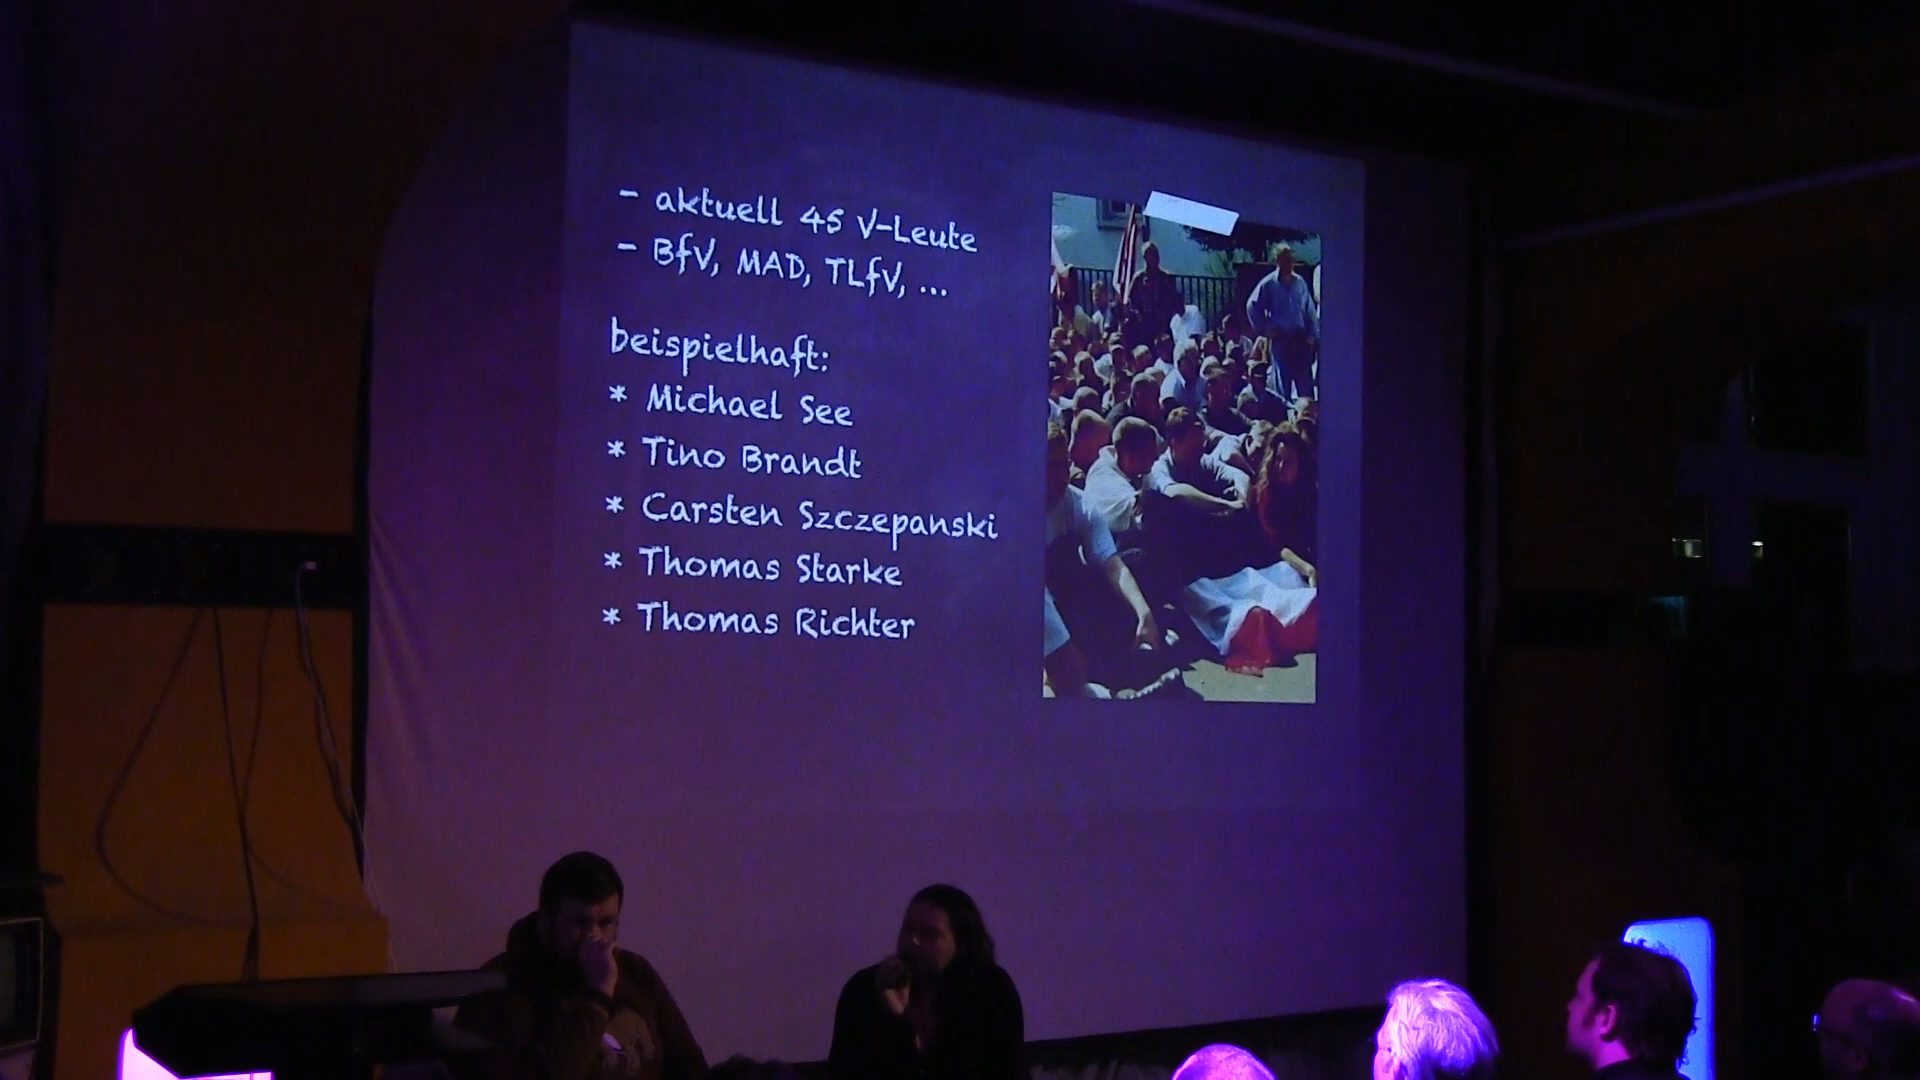 - aktuell 45 V-Leute
- BfV, MAD, TLfV, ...
beispielhaft:
* Michael See
* Tino Brandt
* Carsten Szczepanski
* Thomas Starke
* Thomas Richter